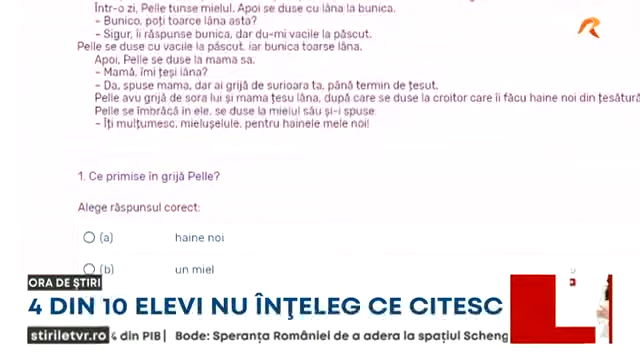 Într-o zi, Pelle tunse mielul. Apoi se duse cu lâna la bunica.
- Bunico, poți toarce lâna asta?
- Sigur, îi răspunse bunica, dar du-mi vacile la păscut.
Pelle se duse cu vacile la păscut, iar bunica toarse lâna.
Apoi, Pelle se duse la mama sa.
- Mamă, îmi țeși lâna?
- Da, spuse mama, dar ai grijă de surioara ta, până termin de țesut.
Pelle avu grijă de sora lui și mama țesu lâna, după care se duse la croitor care îi făcu haine noi din țesătură
Pelle se îmbrăcă în ele, se duse la mielul său și-i spuse:
- Îți mulțumesc, mielușelule, pentru hainele mele noi!
1. Ce primise în grijă Pelle?
Alege răspunsul corect:
(a) haine noi
(b) un miel
ORA DE ȘTIRI
4 DIN 10 ELEVI NU ÎNŢELEG CE CITESC
stiriletvr.ro 4 din PIB | Bode: Speranța României de a adera la spațiul Scheng